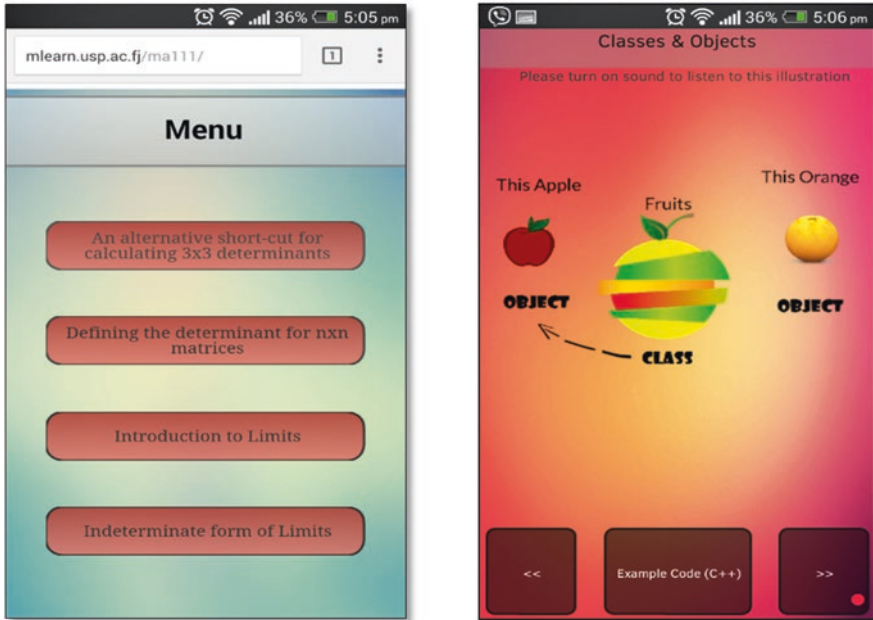 36% 5:05 pm
mlearn.usp.ac.fj/ma111/ 1
Menu
An alternative short-cut for
calculating 3x3 determinants
Defining the determinant for nxn
matrices
Introduction to Limits
Indeterminate form of Limits
36% 5:06 pm
Classes & Objects
Please turn on sound to listen to this illustration
This Apple
This Orange
Fruits
OBJECT
OBJECT
CLASS
<<
Example Code (C++)
>>